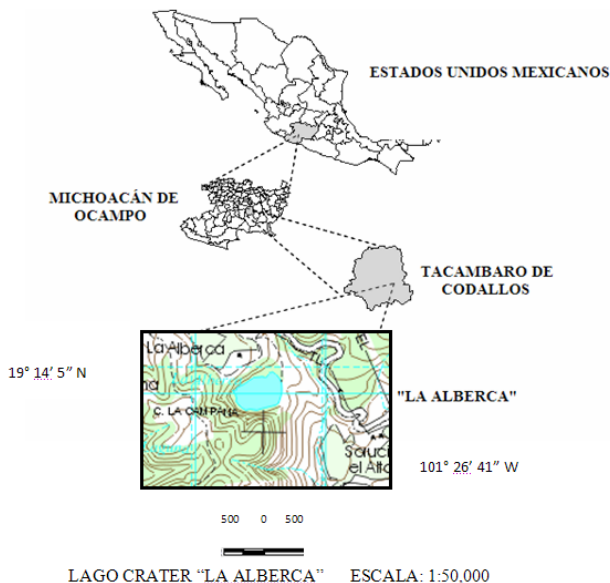 ESTADOS UNIDOS MEXICANOS
MICHOACÁN DE
OCAMPO
TACAMBARO DE
CODALLOS
19° 14′ 5″ N
La Alberca
C. LA CAMPANA
EL
"LA ALBERCA"
el Alto
101° 26′ 41″ W
500 0 500
LAGO CRATER “LA ALBERCA” ESCALA: 1:50,000